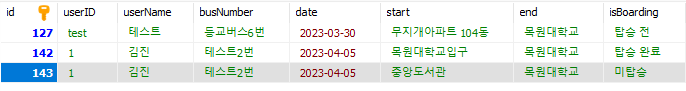 id userID userName busNumber date start end isBoarding
127 test 테스트 등교버스6번 2023-03-30 무지개아파트 104동 목원대학교 탑승 전
142 1 김진 테스트2번 2023-04-05 목원대학교입구 목원대학교 탑승 완료
143 1 김진 테스트2번 2023-04-05 중앙도서관 목원대학교 미탑승